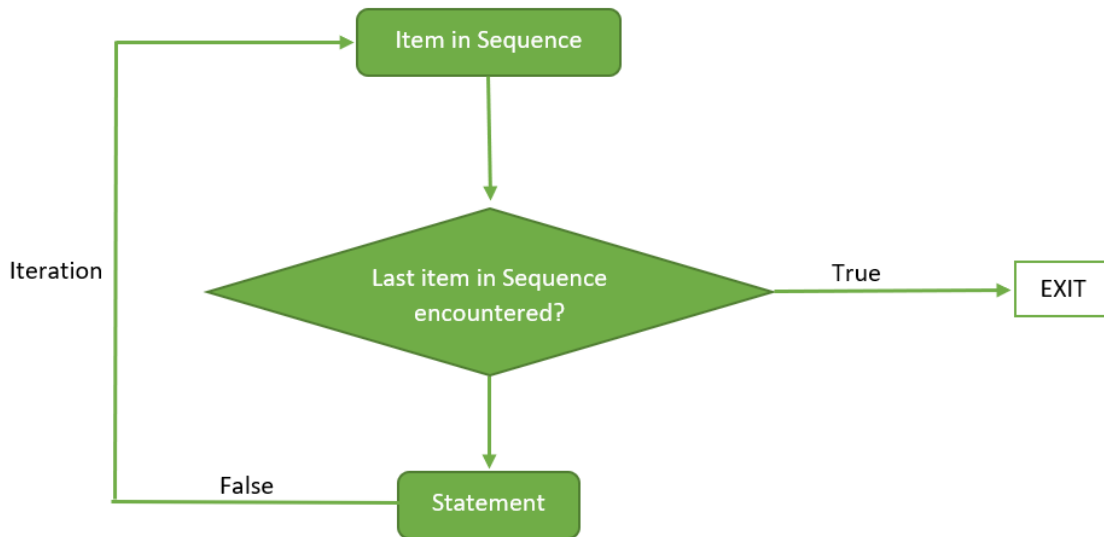 Item in Sequence
Iteration
Last item in Sequence
encountered?
True
EXIT
False
Statement